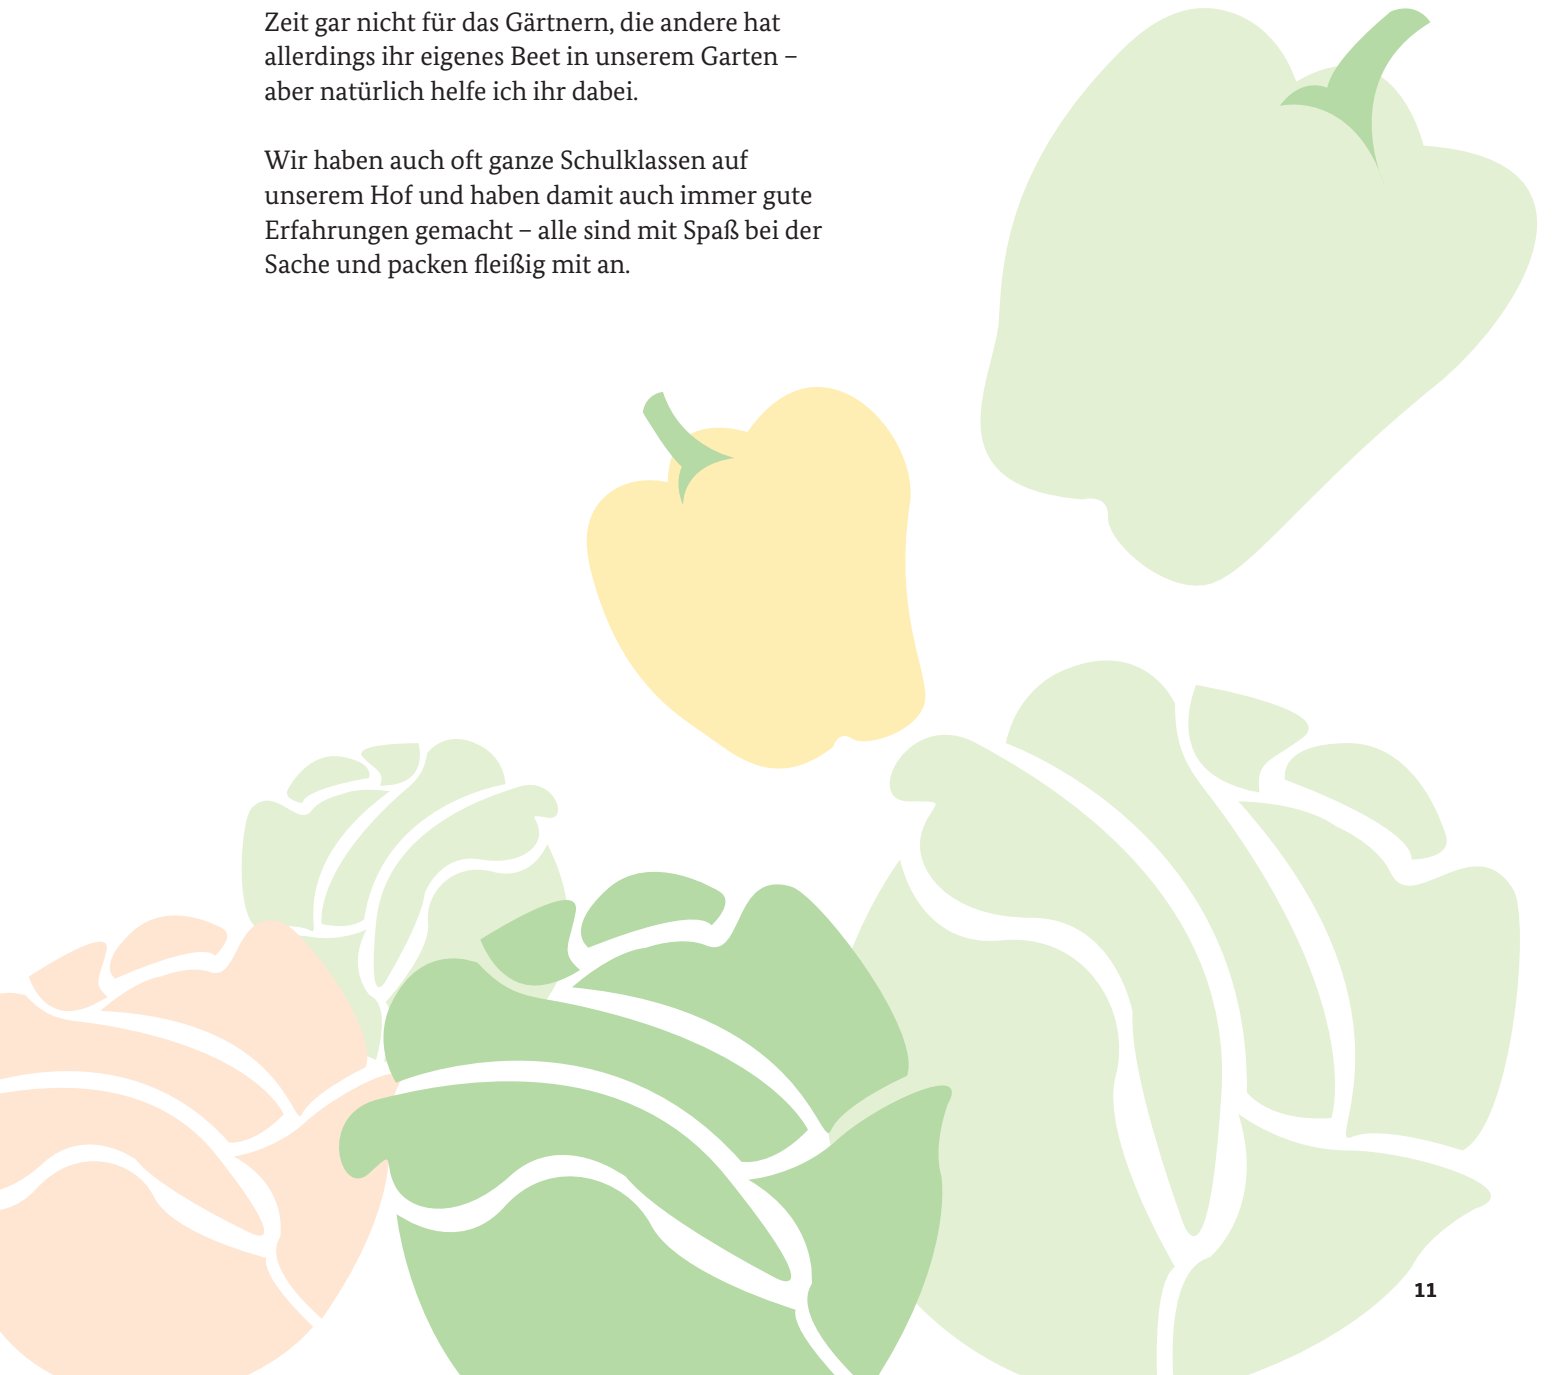 Zeit gar nicht für das Gärtnern, die andere hat
allerdings ihr eigenes Beet in unserem Garten –
aber natürlich helfe ich ihr dabei.
Wir haben auch oft ganze Schulklassen auf
unserem Hof und haben damit auch immer gute
Erfahrungen gemacht – alle sind mit Spaß bei der
Sache und packen fleißig mit an.
11